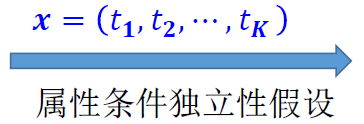 x = (t₁, t₂, ⋯, t_K)
属性条件独立性假设